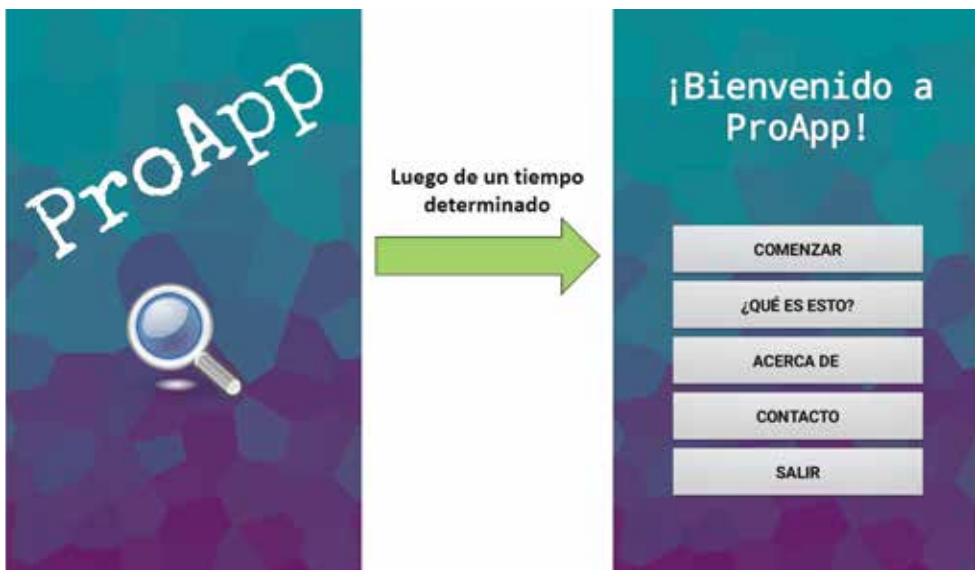 ProApp
Luego de un tiempo
determinado
¡Bienvenido a
ProApp!
COMENZAR
¿QUÉ ES ESTO?
ACERCA DE
CONTACTO
SALIR